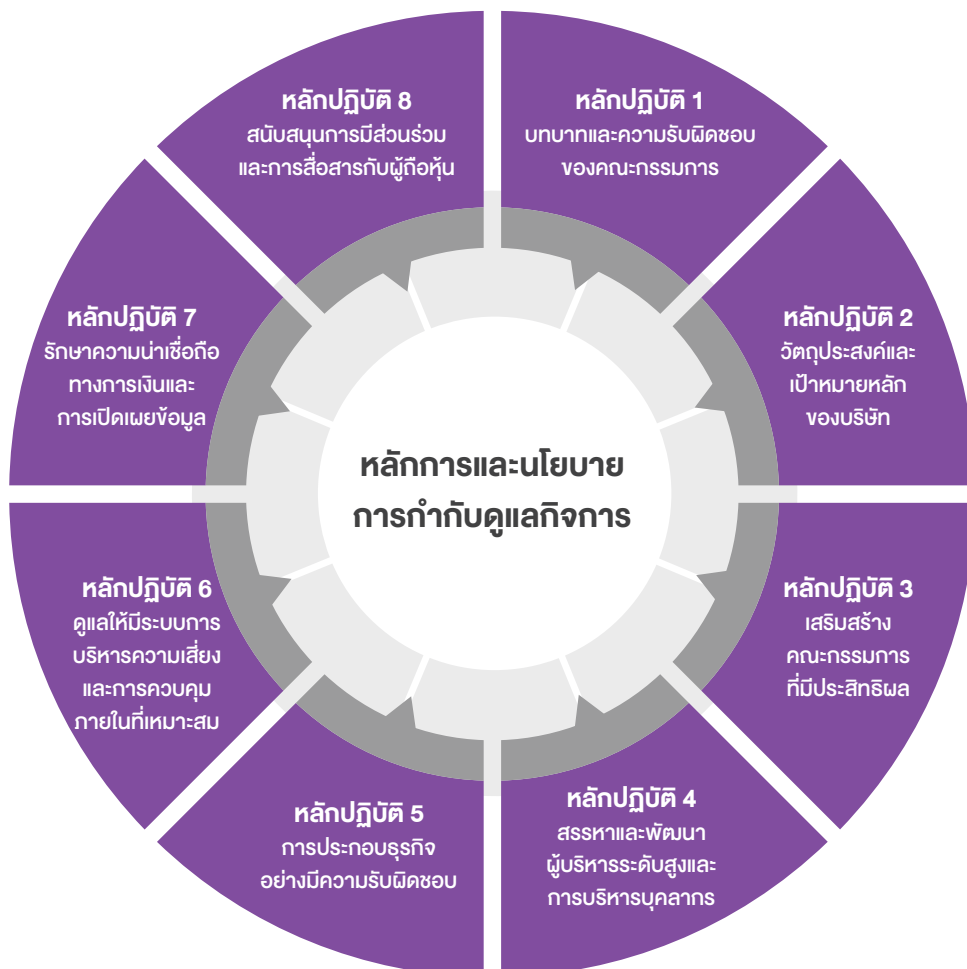 หลักปฏิบัติ 1
บทบาทและความรับผิดชอบ
ของคณะกรรมการ
หลักปฏิบัติ 2
วัตถุประสงค์และ
เป้าหมายหลัก
ของบริษัท
หลักปฏิบัติ 3
เสริมสร้าง
คณะกรรมการ
ที่มีประสิทธิผล
หลักปฏิบัติ 4
สรรหาและพัฒนา
ผู้บริหารระดับสูงและ
การบริหารบุคลากร
หลักปฏิบัติ 5
การประกอบธุรกิจ
อย่างมีความรับผิดชอบ
หลักปฏิบัติ 6
ดูแลให้มีระบบการ
บริหารความเสี่ยง
และการควบคุม
ภายในที่เหมาะสม
หลักปฏิบัติ 7
รักษาความน่าเชื่อถือ
ทางการเงินและ
การเปิดเผยข้อมูล
หลักปฏิบัติ 8
สนับสนุนการมีส่วนร่วม
และการสื่อสารกับผู้ถือหุ้น
หลักการและนโยบาย
การกำกับดูแลกิจการ